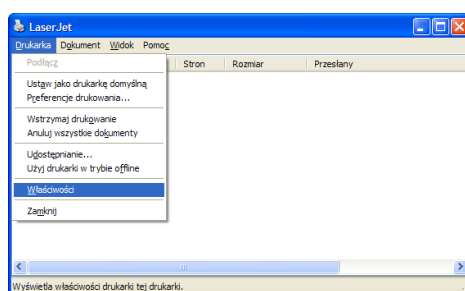 LaserJet
Drukarka Dokument Widok Pomoc
Podłącz Stron Rozmiar Przesłany
Ustaw jako drukarkę domyślną
Preferencje drukowania...
Wstrzymaj drukowanie
Anuluj wszystkie dokumenty
Udostępnianie...
Użyj drukarki w trybie offline
Właściwości
Zamknij
Wyświetla właściwości drukarki tej drukarki.